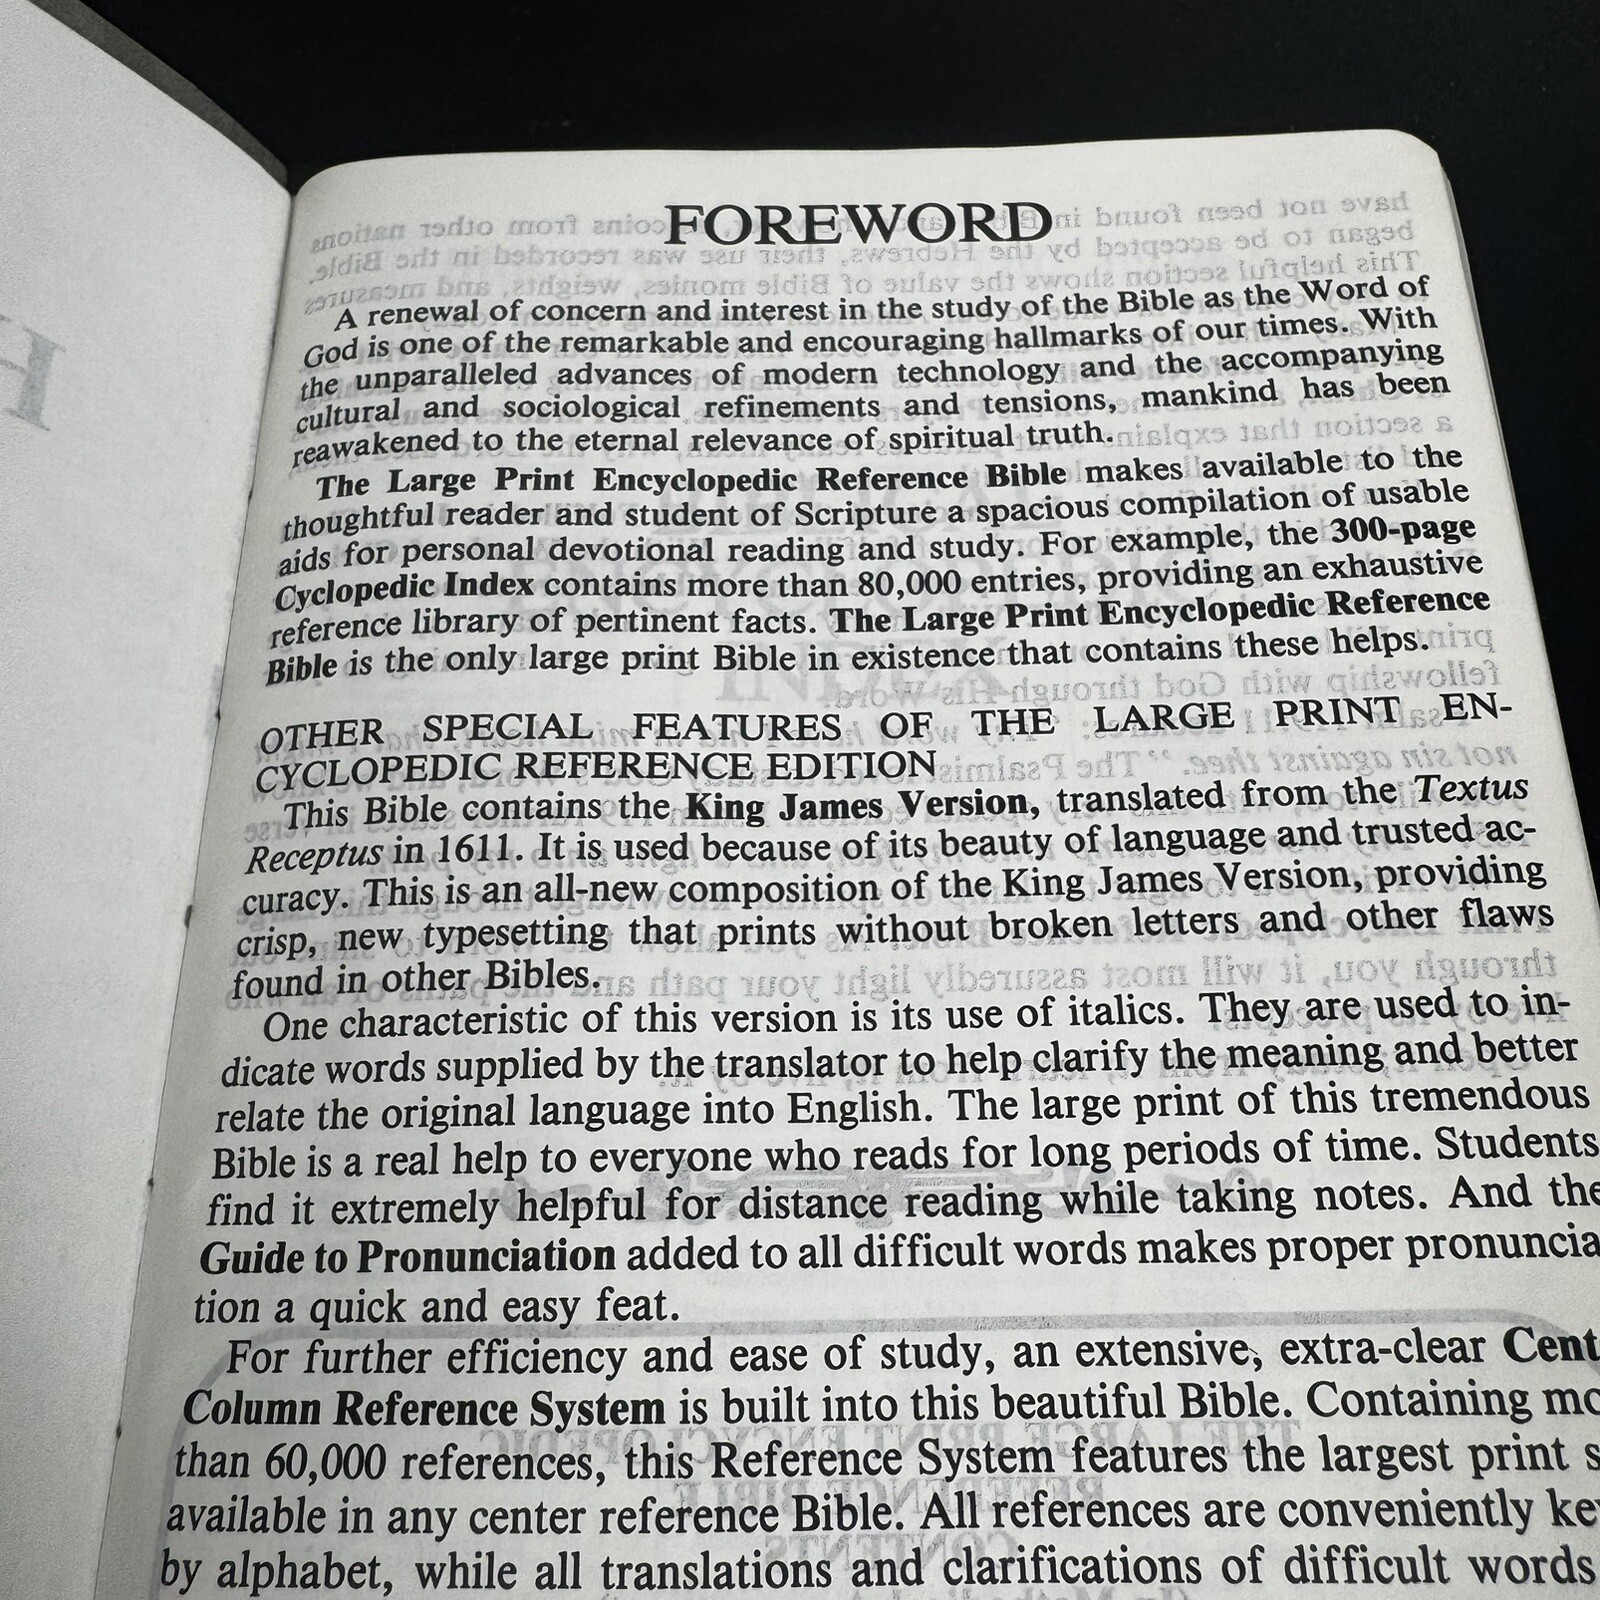 FOREWORD
A renewal of concern and interest in the study of the Bible as the Word of
God is one of the remarkable and encouraging hallmarks of our times. With
the unparalleled advances of modern technology and the accompanying
cultural and sociological refinements and tensions, mankind has been
reawakened to the eternal relevance of spiritual truth.
The Large Print Encyclopedic Reference Bible makes available to the
thoughtful reader and student of Scripture a spacious compilation of usable
aids for personal devotional reading and study. For example, the 300-page
Cyclopedic Index contains more than 80,000 entries, providing an exhaustive
reference library of pertinent facts. The Large Print Encyclopedic Reference
Bible is the only large print Bible in existence that contains these helps.
OTHER SPECIAL FEATURES OF THE LARGE PRINT EN-
CYCLOPEDIC REFERENCE EDITION
This Bible contains the King James Version, translated from the Textus
Receptus in 1611. It is used because of its beauty of language and trusted ac-
curacy. This is an all-new composition of the King James Version, providing
crisp, new typesetting that prints without broken letters and other flaws
found in other Bibles.
One characteristic of this version is its use of italics. They are used to in-
dicate words supplied by the translator to help clarify the meaning and better
relate the original language into English. The large print of this tremendous
Bible is a real help to everyone who reads for long periods of time. Students
find it extremely helpful for distance reading while taking notes. And the
Guide to Pronunciation added to all difficult words makes proper pronuncia
tion a quick and easy feat.
For further efficiency and ease of study, an extensive, extra-clear Cent
Column Reference System is built into this beautiful Bible. Containing mo
than 60,000 references, this Reference System features the largest print s
available in any center reference Bible. All references are conveniently ke
by alphabet, while all translations and clarifications of difficult words